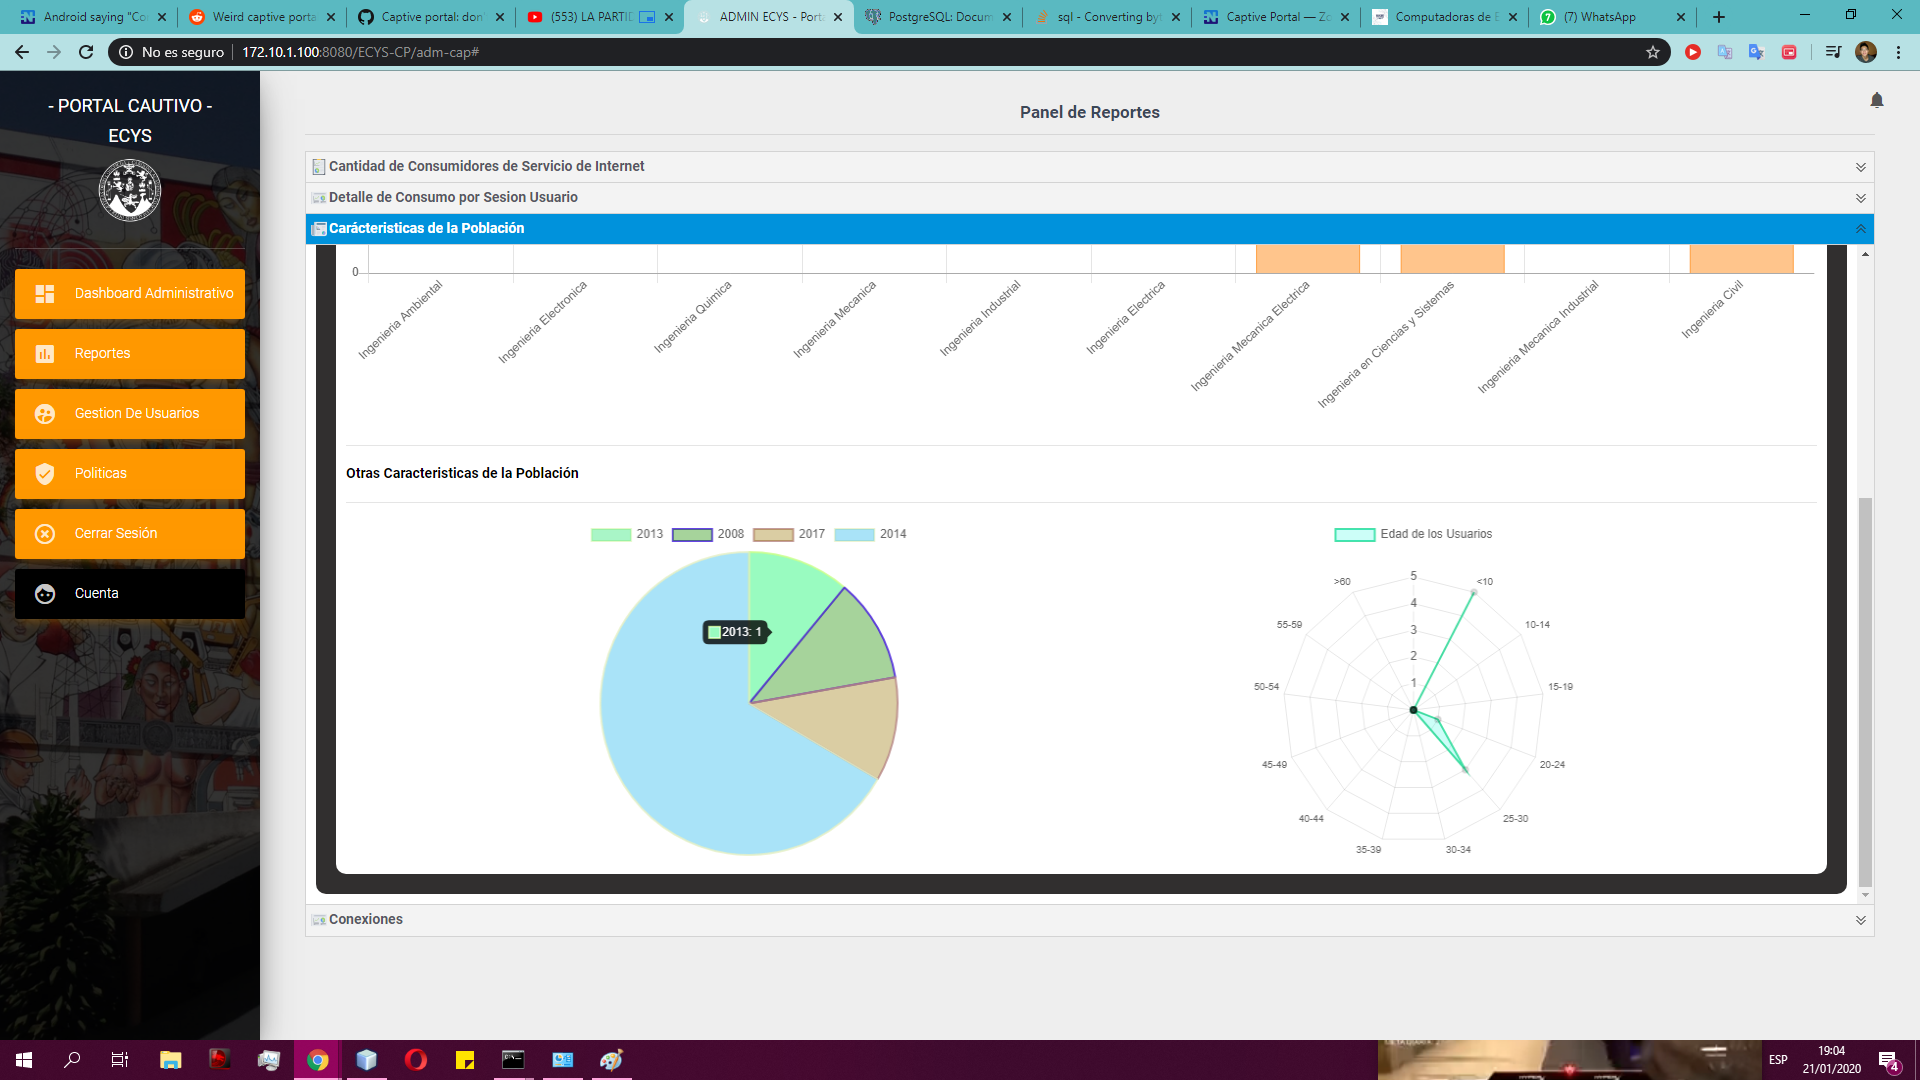 Android saying "Co
Weird captive porta
Captive portal: don'
(553) LA PARTID
ADMIN ECYS - Porta
PostgreSQL: Docum
sql - Converting byt
Captive Portal — Zo
Computadoras de E
(7) WhatsApp
No es seguro
172.10.1.100:8080/ECYS-CP/adm-cap#
- PORTAL CAUTIVO -
ECYS
Dashboard Administrativo
Reportes
Gestion De Usuarios
Politicas
Cerrar Sesión
Cuenta
Panel de Reportes
Cantidad de Consumidores de Servicio de Internet
Detalle de Consumo por Sesion Usuario
Carácteristicas de la Población
0
Ingenieria Ambiental
Ingenieria Electronica
Ingenieria Quimica
Ingenieria Mecanica
Ingenieria Industrial
Ingenieria Electrica
Ingenieria Mecanica Electrica
Ingenieria en Ciencias y Sistemas
Ingenieria Mecanica Industrial
Ingenieria Civil
Otras Caracteristicas de la Población
2013 2008 2017 2014
2013: 1
Edad de los Usuarios
5
4
3
2
1
<10
10-14
15-19
20-24
25-30
30-34
35-39
40-44
45-49
50-54
55-59
>60
Conexiones
ESP
19:04
21/01/2020
4